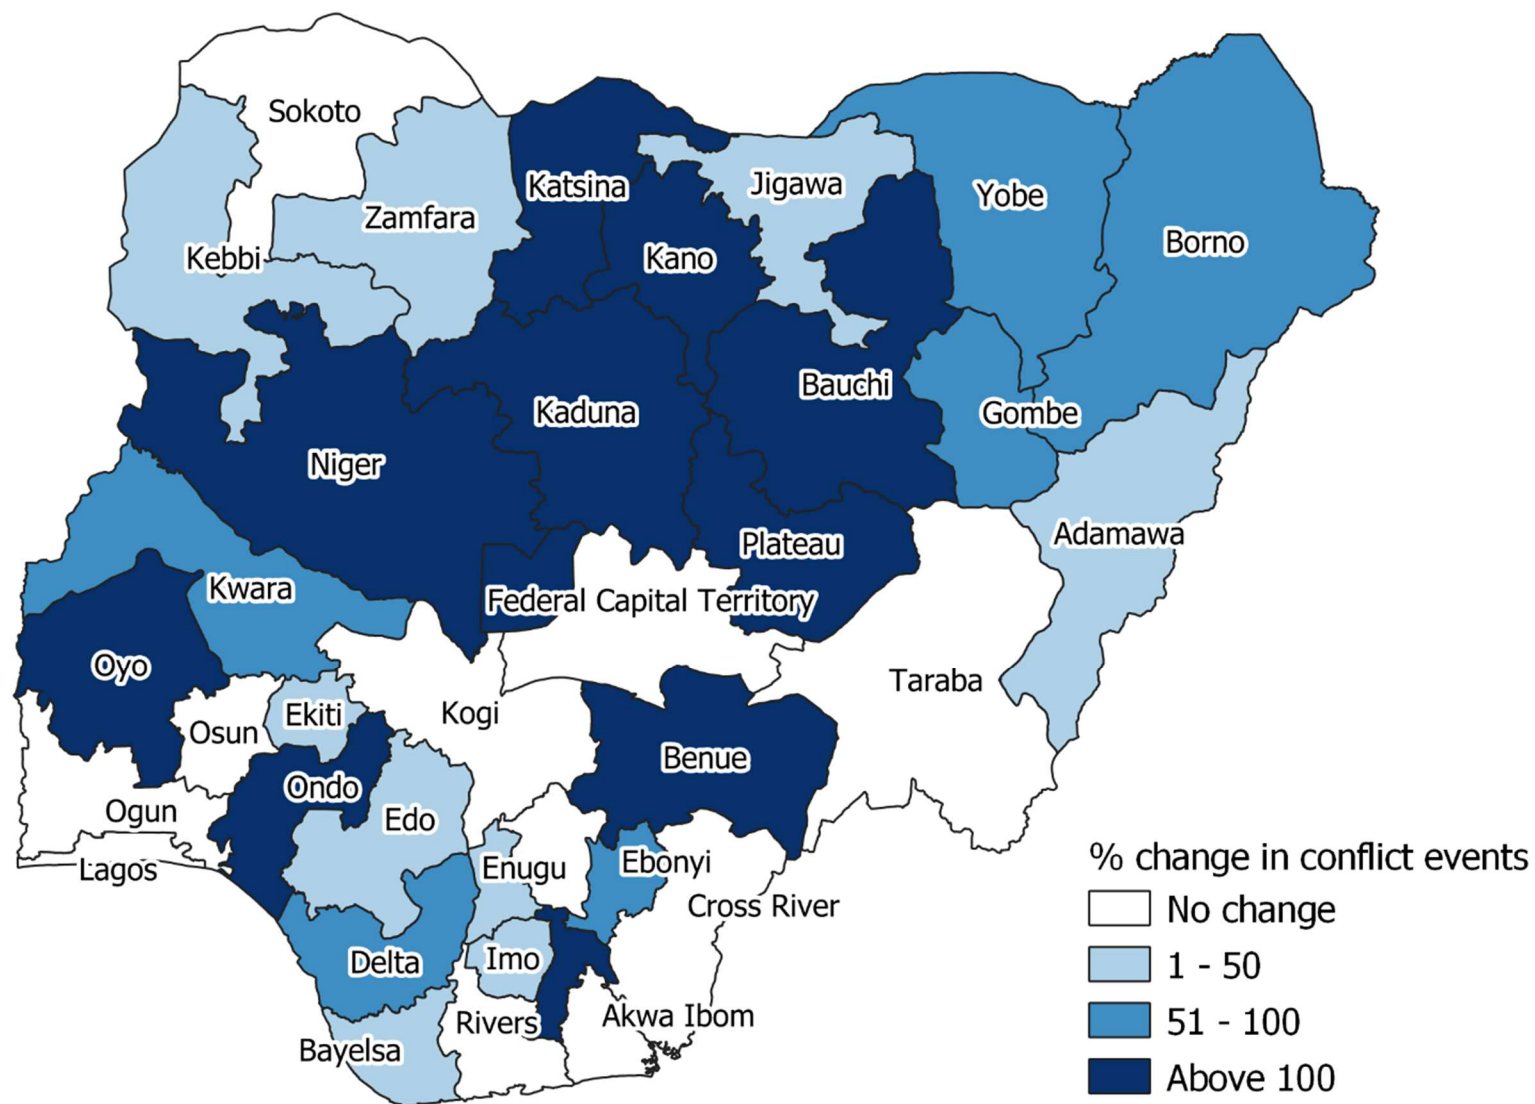 Sokoto
Katsina
Jigawa
Yobe
Zamfara
Borno
Kebbi
Kano
Bauchi
Kaduna
Gombe
Niger
Adamawa
Plateau
Kwara
Federal Capital Territory
Oyo
Taraba
Ekiti
Kogi
Osun
Benue
Ondo
Ogun
Edo
% change in conflict events
Enugu
Ebonyi
Lagos
Cross River
No change
Imo
Delta
1 - 50
Rivers
Akwa Ibom
51 - 100
Bayelsa
Above 100